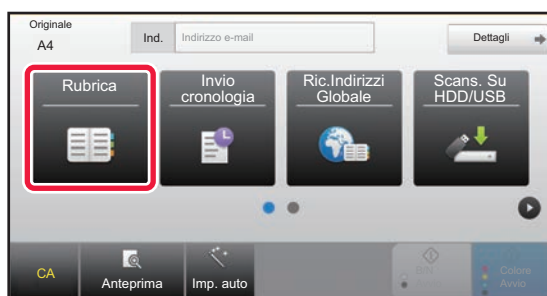 Originale
A4
Ind.
Indirizzo e-mail
Dettagli
Rubrica
Invio
cronologia
Ric.Indirizzi
Globale
Scans. Su
HDD/USB
CA
Anteprima
Imp. auto
B/N
Avvio
Colore
Avvio